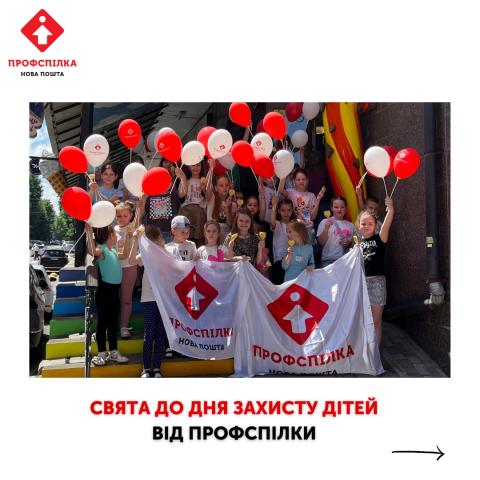 ПРОФСПІЛКА
НОВА ПОШТА
ПРОФСПІЛКА
НОВА ПОШТА
ПРОФСПІЛКА
НОВА ПОШТА
СВЯТА ДО ДНЯ ЗАХИСТУ ДІТЕЙ
ВІД ПРОФСПІЛКИ